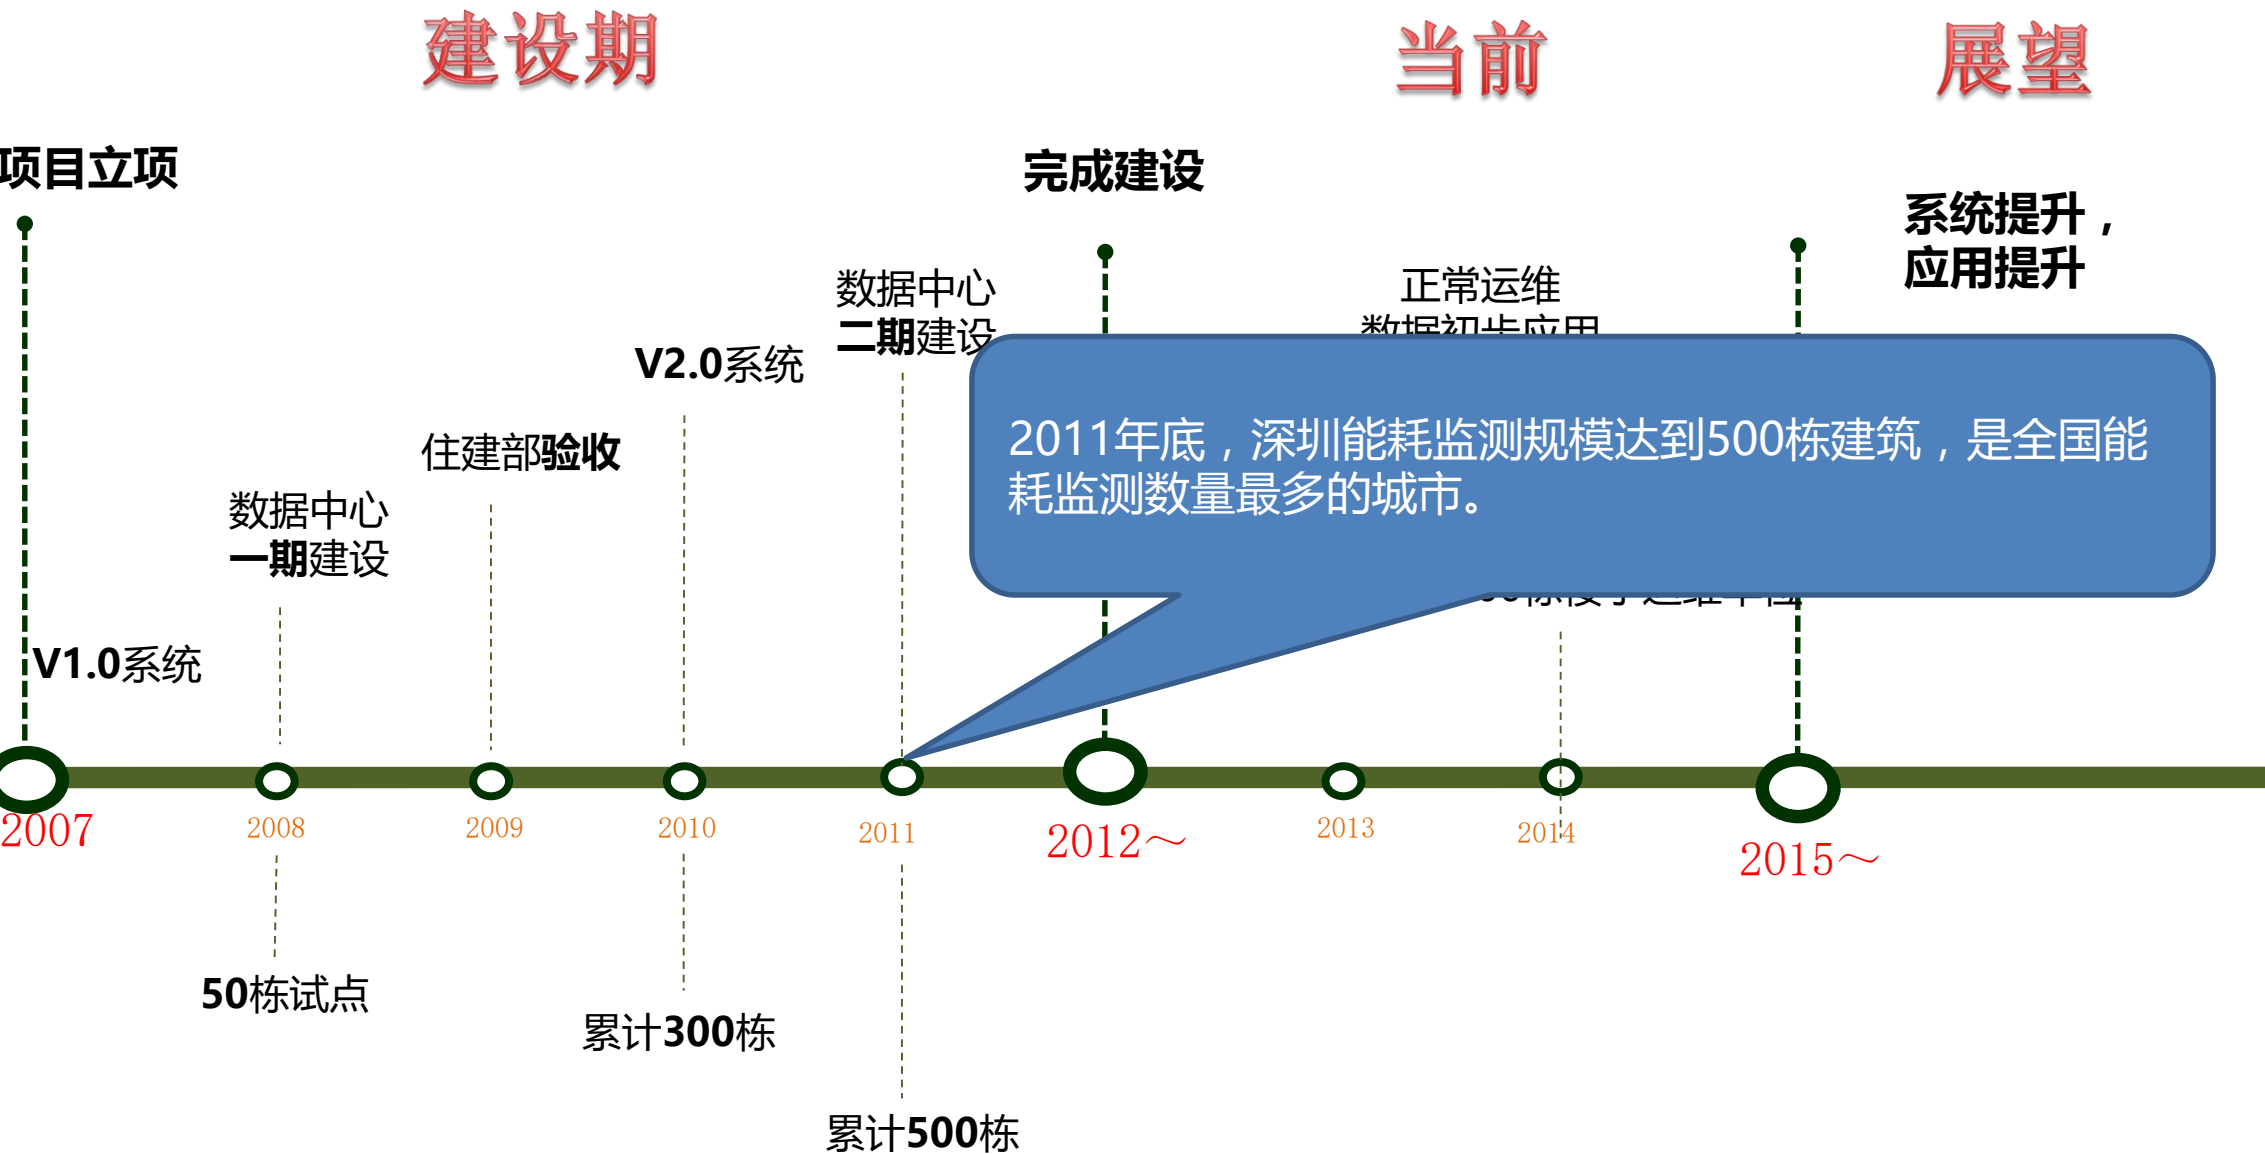 建设期
当前
展望
项目立项
完成建设
系统提升，
应用提升
数据中心
二期建设
正常运维
数据初步应用
V2.0系统
住建部验收
数据中心
一期建设
2011年底，深圳能耗监测规模达到500栋建筑，是全国能
耗监测数量最多的城市。
V1.0系统
2007
2008
2009
2010
2011
2012～
2013
2014
2015～
50栋试点
累计300栋
累计500栋